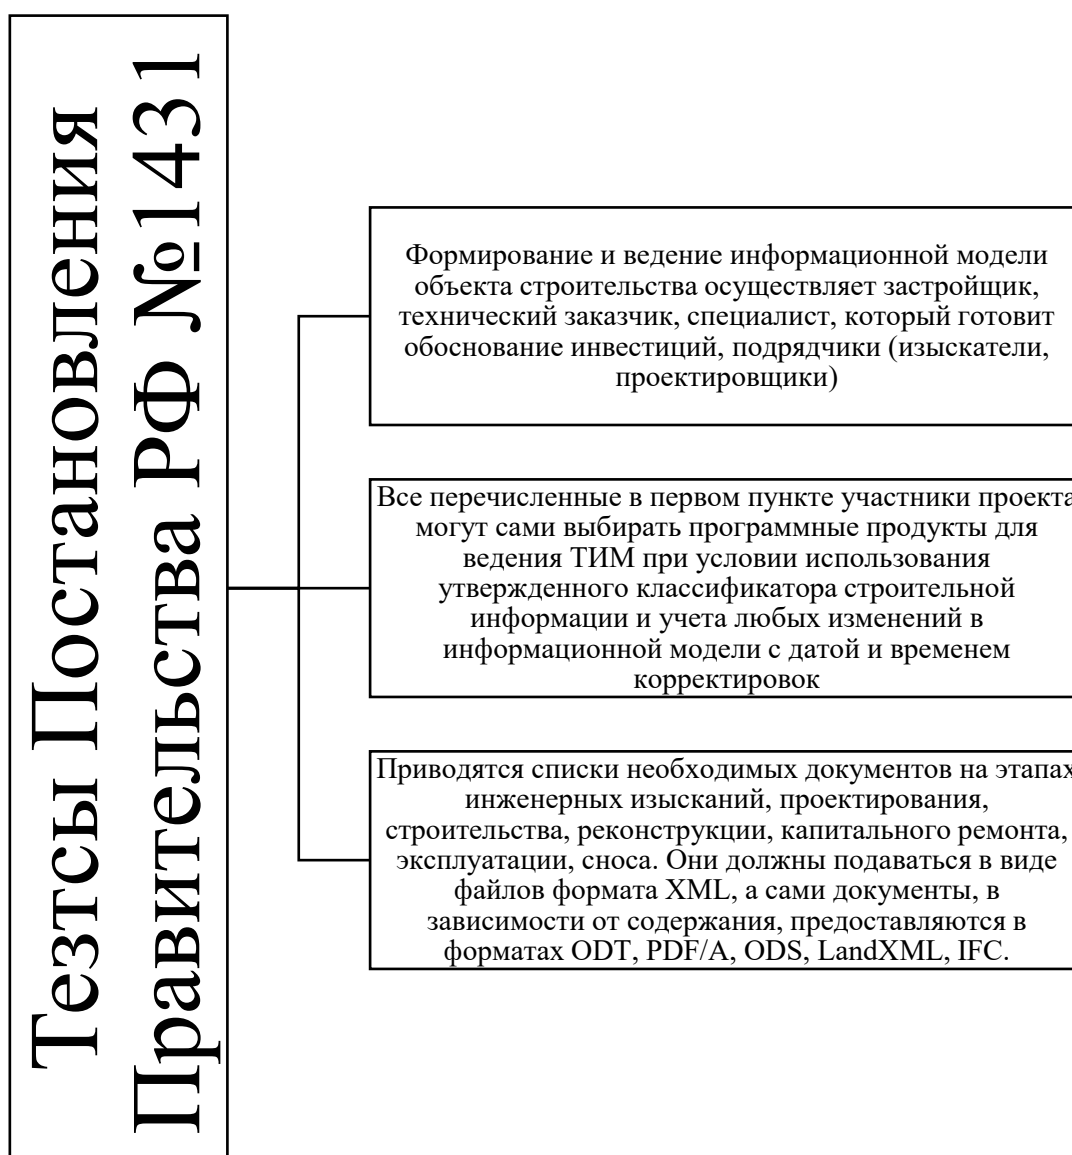 Тезтсы Постановления
Правительства РФ №1431
Формирование и ведение информационной модели
объекта строительства осуществляет застройщик,
технический заказчик, специалист, который готовит
обоснование инвестиций, подрядчики (изыскатели,
проектировщики)
Все перечисленные в первом пункте участники проекта
могут сами выбирать программные продукты для
ведения ТИМ при условии использования
утвержденного классификатора строительной
информации и учета любых изменений в
информационной модели с датой и временем
корректировок
Приводятся списки необходимых документов на этапах
инженерных изысканий, проектирования,
строительства, реконструкции, капитального ремонта,
эксплуатации, сноса. Они должны подаваться в виде
файлов формата XML, а сами документы, в
зависимости от содержания, предоставляются в
форматах ODT, PDF/A, ODS, LandXML, IFC.